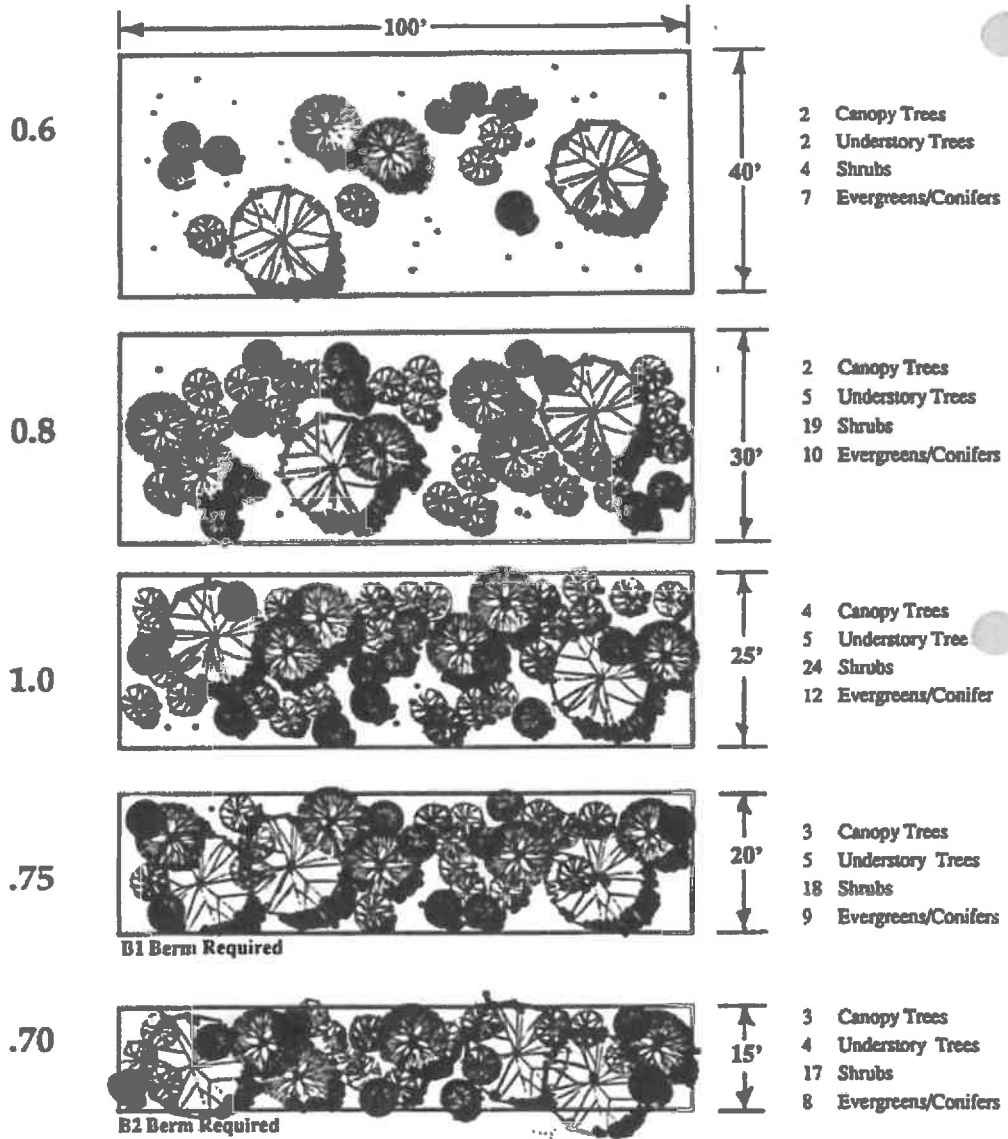 100'
0.6
40'
2 Canopy Trees
2 Understory Trees
4 Shrubs
7 Evergreens/Conifers
0.8
30'
2 Canopy Trees
5 Understory Trees
19 Shrubs
10 Evergreens/Conifers
1.0
25'
4 Canopy Trees
5 Understory Tree
24 Shrubs
12 Evergreens/Conifer
.75
20'
3 Canopy Trees
5 Understory Trees
18 Shrubs
9 Evergreens/Conifers
B1 Berm Required
.70
15'
3 Canopy Trees
4 Understory Trees
17 Shrubs
8 Evergreens/Conifers
B2 Berm Required